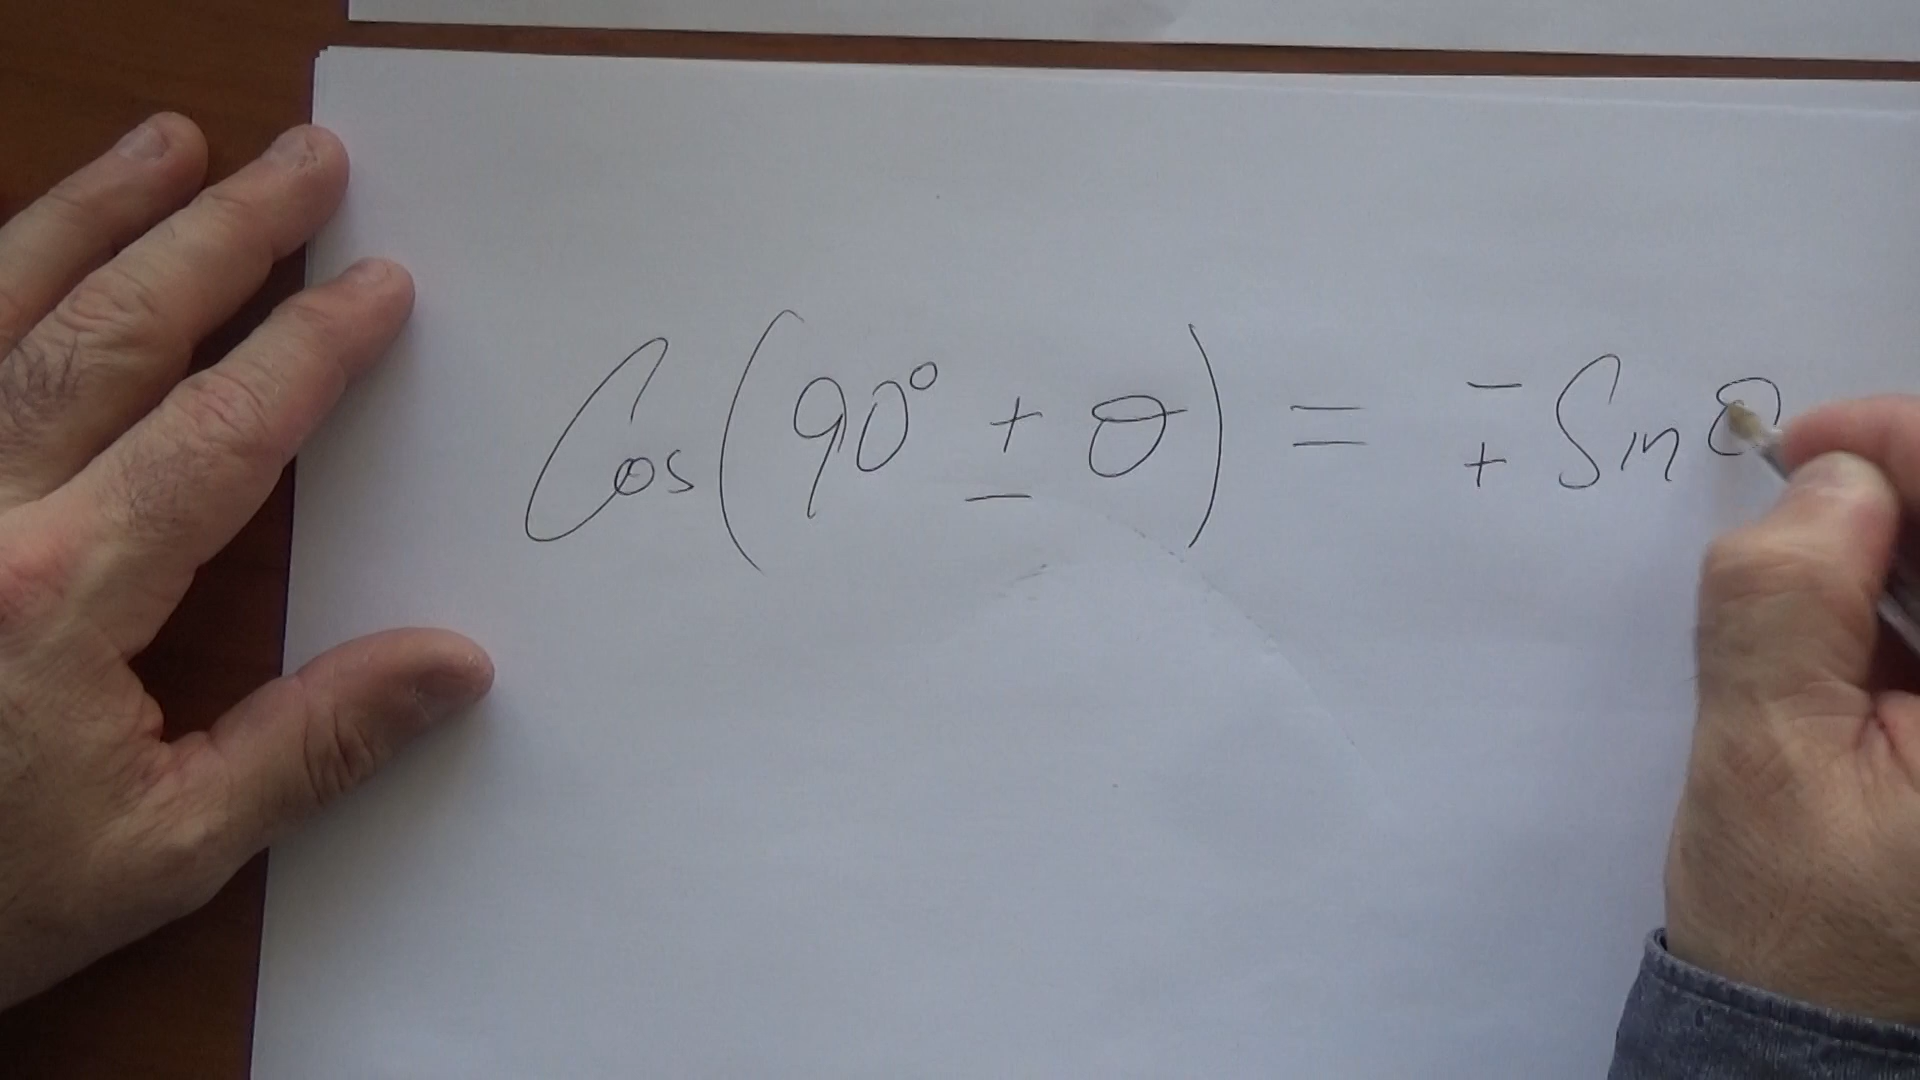 Cos(90° ± θ) = ∓ Sin θ